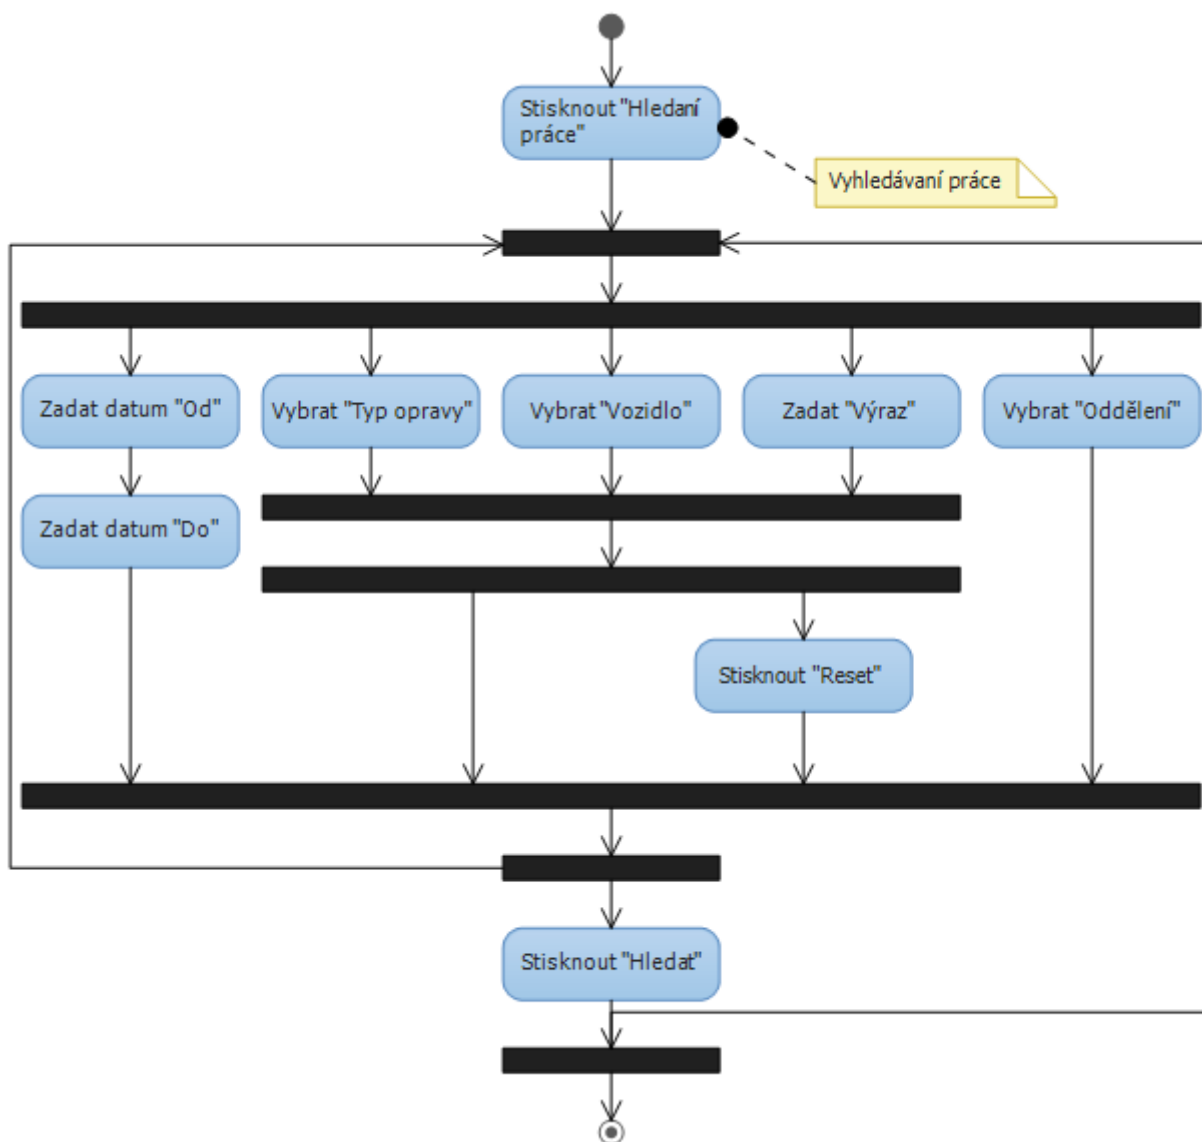 Stisknout "Hledaní
práce"
Vyhledávaní práce
Zadat datum "Od"
Vybrat "Typ opravy"
Vybrat "Vozidlo"
Zadat "Výraz"
Vybrat "Oddělení"
Zadat datum "Do"
Stisknout "Reset"
Stisknout "Hledat"